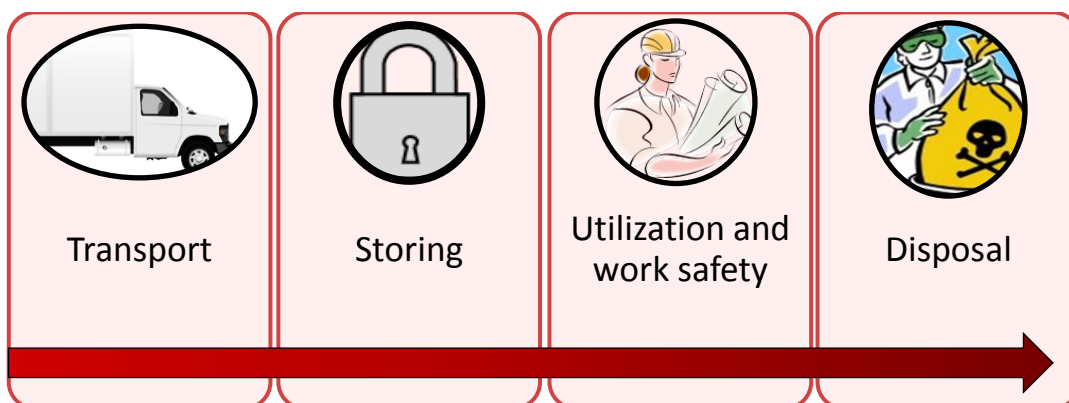 Transport
Storing
Utilization and
work safety
Disposal